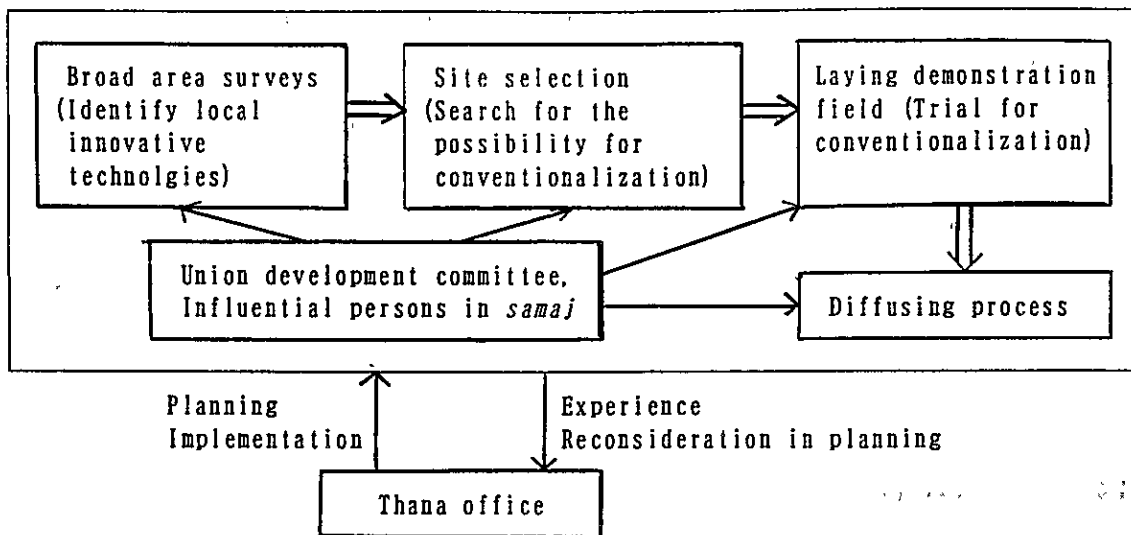 Broad area surveys
(Identify local
innovative
technolgies)
Site selection
(Search for the
possibility for
conventionalization)
Laying demonstration
field (Trial for
conventionalization)
Union development committee,
Influential persons in samaj
Diffusing process
Planning
Implementation
Experience
Reconsideration in planning
Thana office